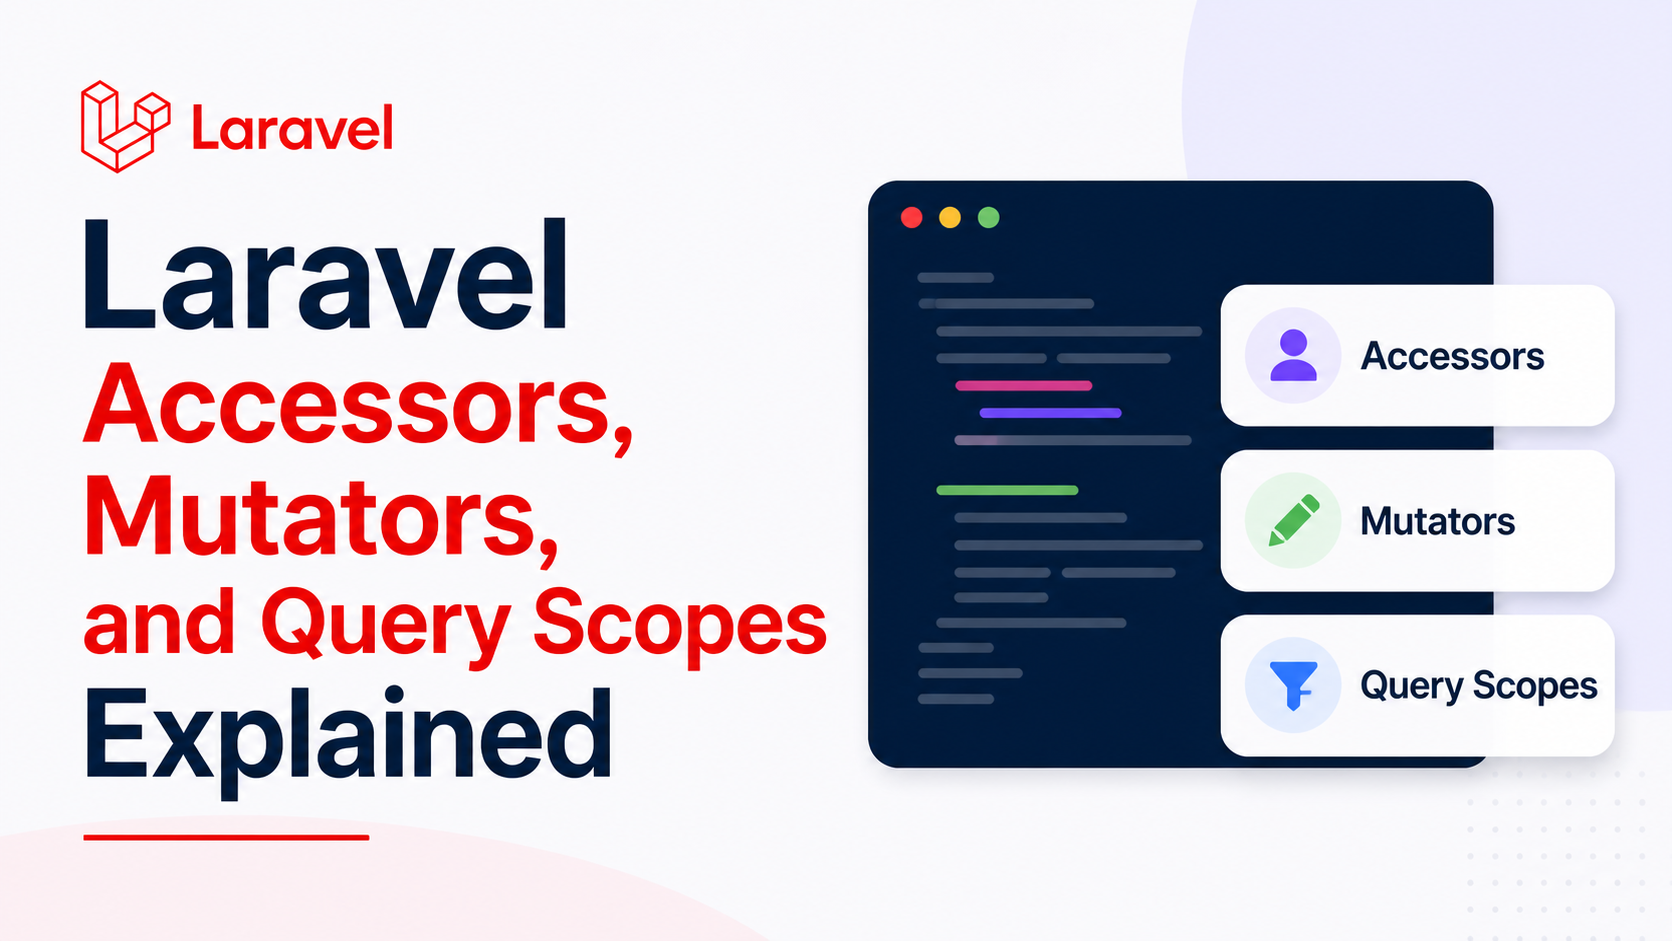 Laravel
Laravel
Accessors,
Mutators,
and Query Scopes
Explained
Accessors
Mutators
Query Scopes